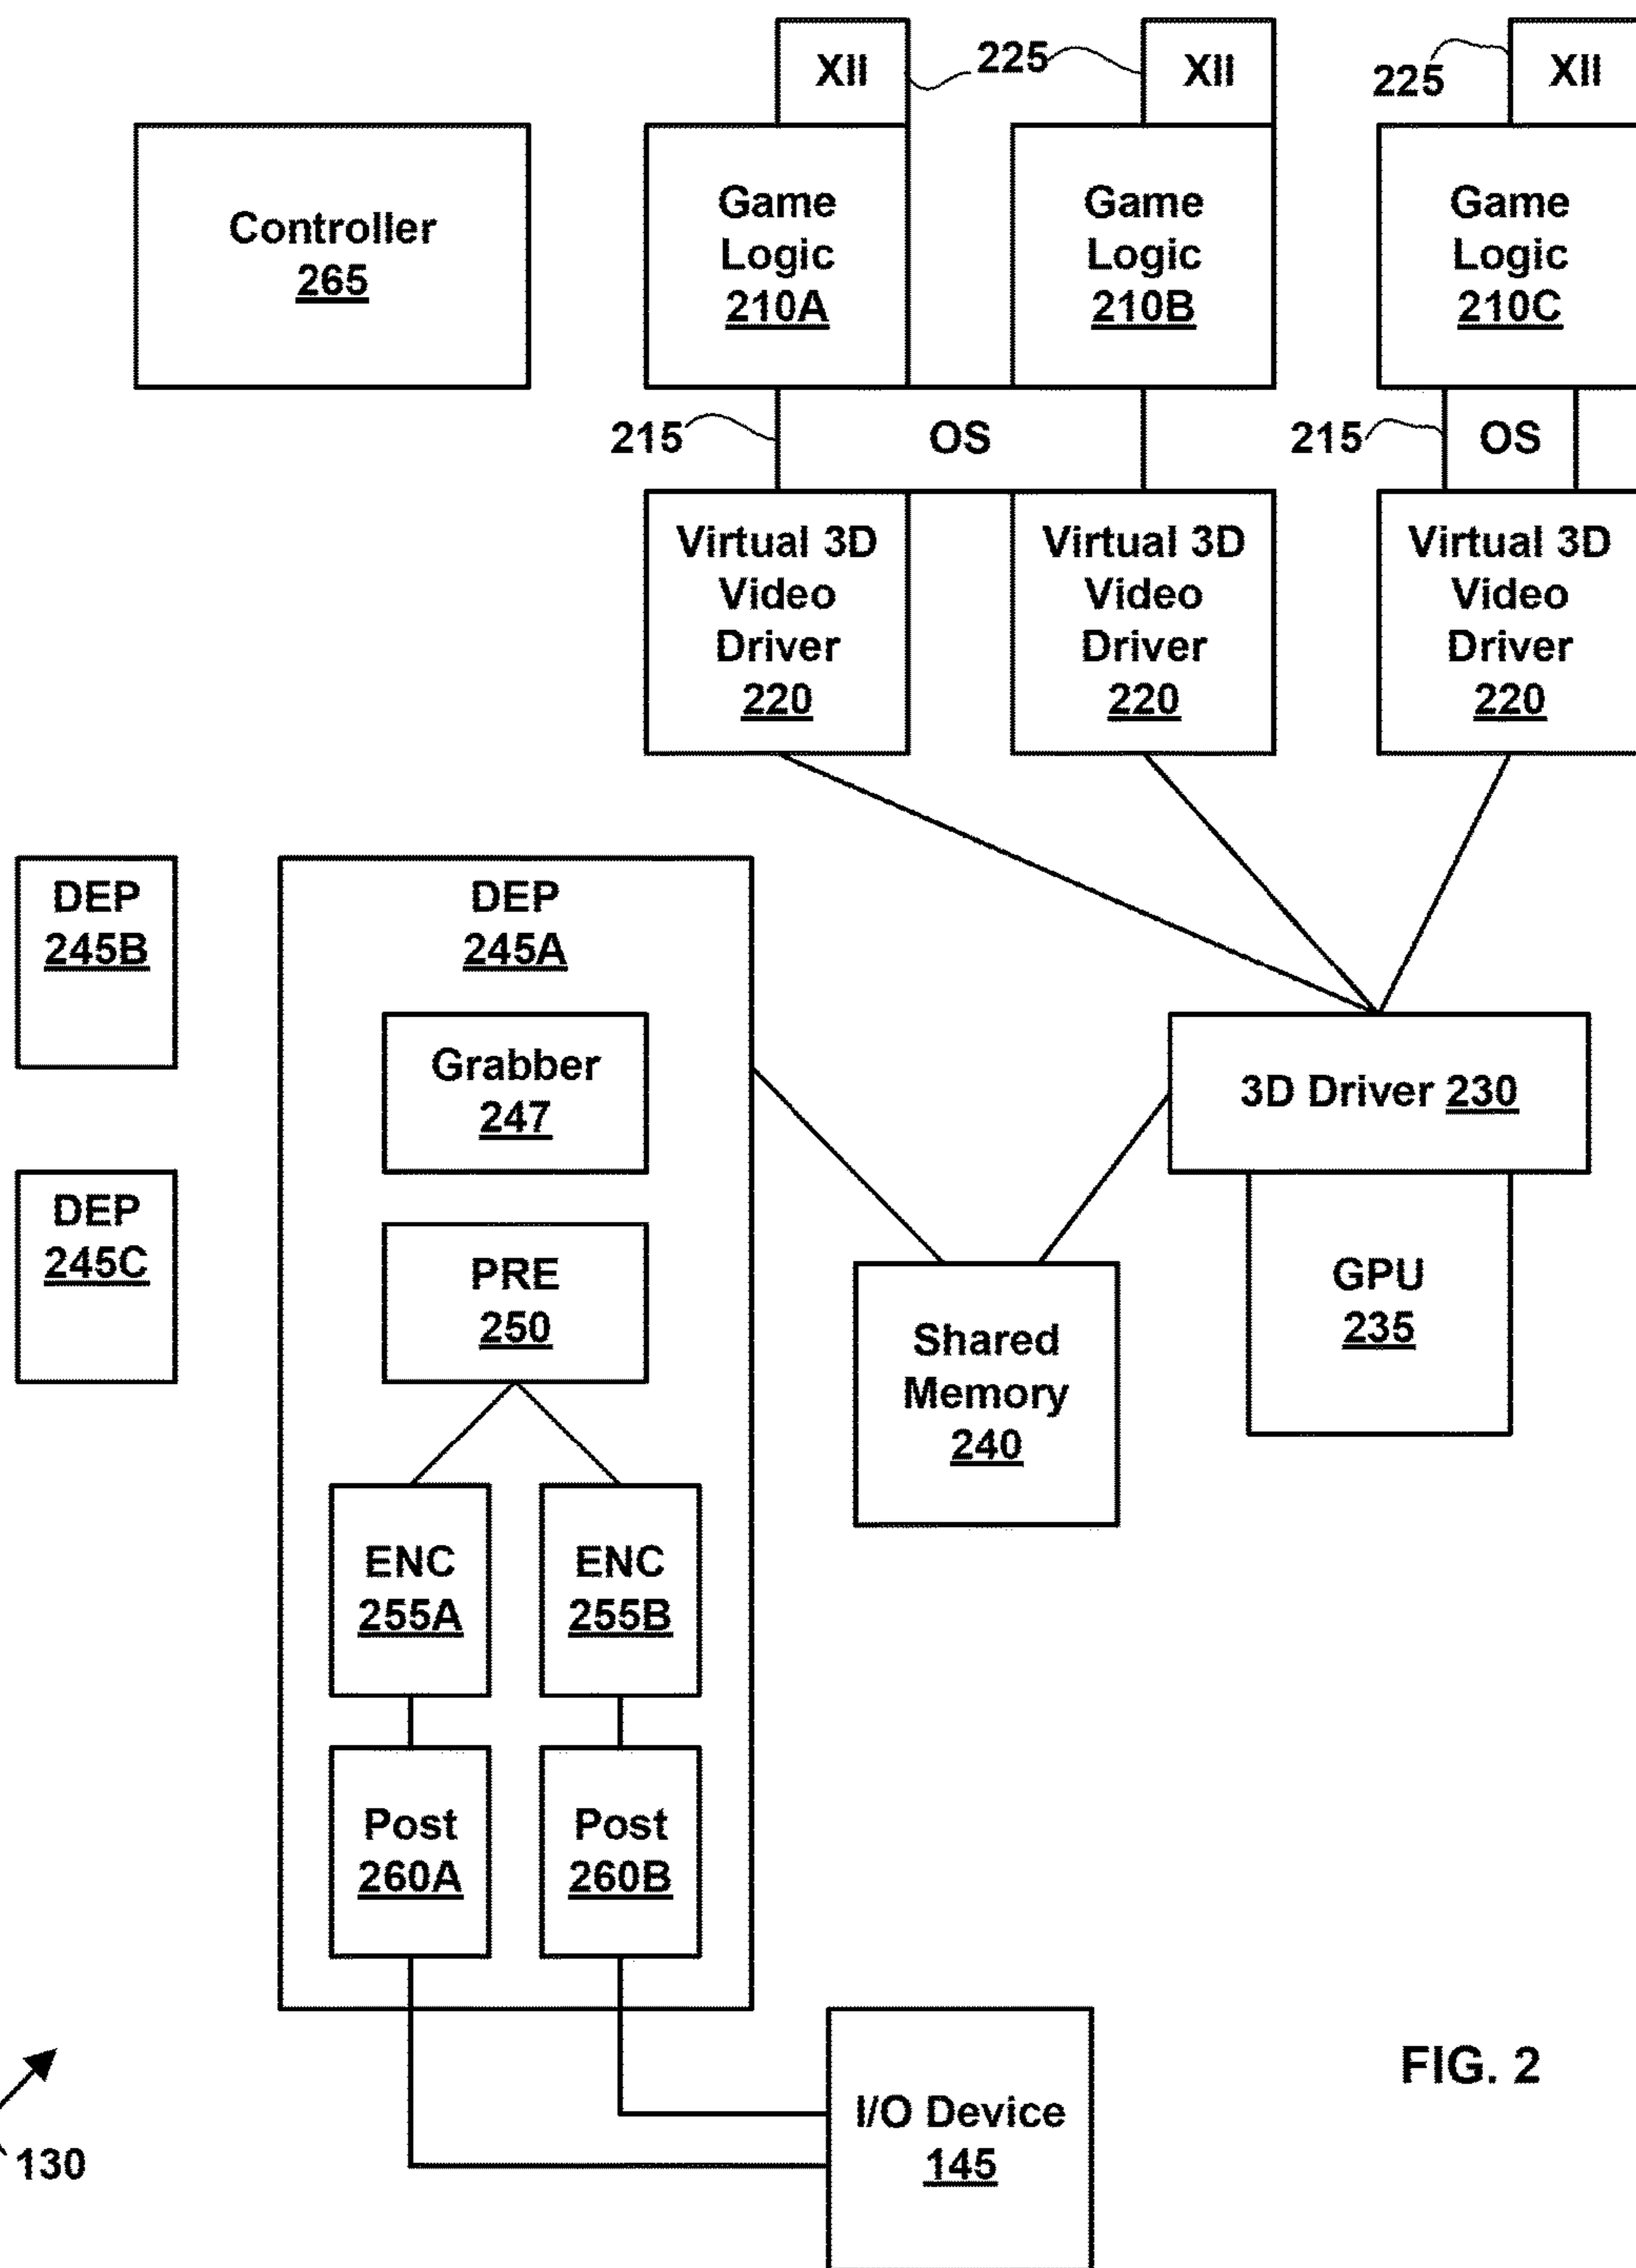 XII
225
XII
225
XII
Controller
265
Game
Logic
210A
Game
Logic
210B
Game
Logic
210C
215
OS
215
OS
Virtual 3D
Video
Driver
220
Virtual 3D
Video
Driver
220
Virtual 3D
Video
Driver
220
DEP
245B
DEP
245C
DEP
245A
Grabber
247
PRE
250
ENC
255A
ENC
255B
Post
260A
Post
260B
3D Driver 230
GPU
235
Shared
Memory
240
I/O Device
145
FIG. 2
130